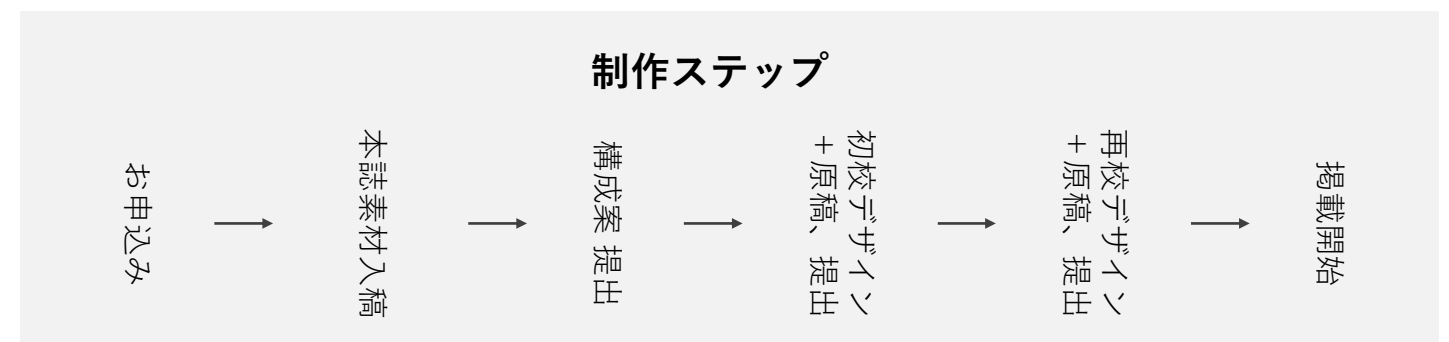 制作ステップ
お申込み
本誌素材入稿
構成案 提出
初校デザイン
＋原稿、提出
再校デザイン
＋原稿、提出
掲載開始